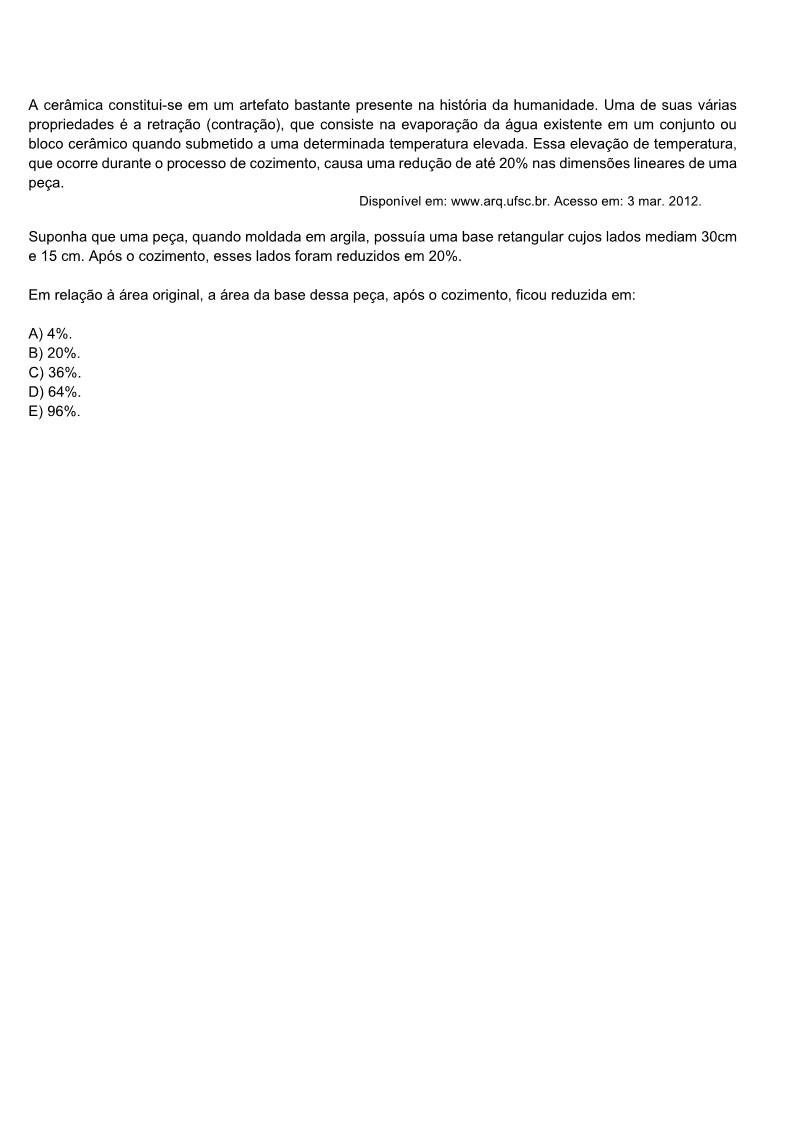 A cerâmica constitui-se em um artefato bastante presente na história da humanidade. Uma de suas várias
propriedades é a retração (contração), que consiste na evaporação da água existente em um conjunto ou
bloco cerâmico quando submetido a uma determinada temperatura elevada. Essa elevação de temperatura,
que ocorre durante o processo de cozimento, causa uma redução de até 20% nas dimensões lineares de uma
peça.
Disponível em: www.arq.ufsc.br. Acesso em: 3 mar. 2012.
Suponha que uma peça, quando moldada em argila, possuía uma base retangular cujos lados mediam 30cm
e 15 cm. Após o cozimento, esses lados foram reduzidos em 20%.
Em relação à área original, a área da base dessa peça, após o cozimento, ficou reduzida em:
A) 4%.
B) 20%.
C) 36%.
D) 64%.
E) 96%.